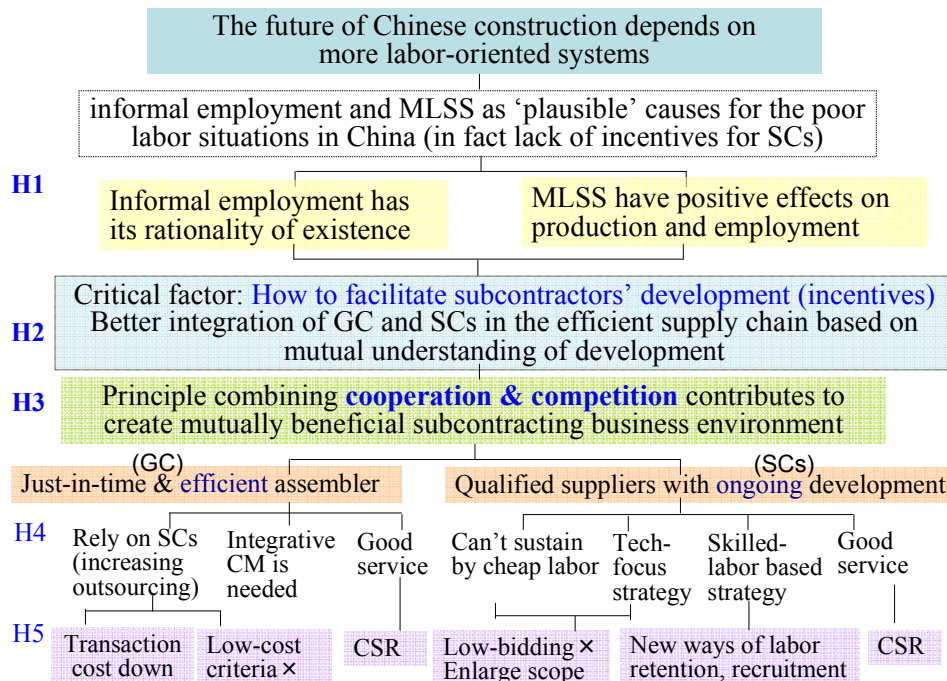 The future of Chinese construction depends on
more labor-oriented systems
informal employment and MLSS as ‘plausible’ causes for the poor
labor situations in China (in fact lack of incentives for SCs)
H1
Informal employment has
its rationality of existence
MLSS have positive effects on
production and employment
H2
Critical factor: How to facilitate subcontractors’ development (incentives)
Better integration of GC and SCs in the efficient supply chain based on
mutual understanding of development
H3
Principle combining cooperation & competition contributes to
create mutually beneficial subcontracting business environment
(GC)
Just-in-time & efficient assembler
(SCs)
Qualified suppliers with ongoing development
H4
Rely on SCs
(increasing
outsourcing)
Integrative
CM is
needed
Good
service
Can’t sustain
by cheap labor
Tech-
focus
strategy
Skilled-
labor based
strategy
Good
service
H5
Transaction
cost down
Low-cost
criteria ×
CSR
Low-bidding ×
Enlarge scope
New ways of labor
retention, recruitment
CSR